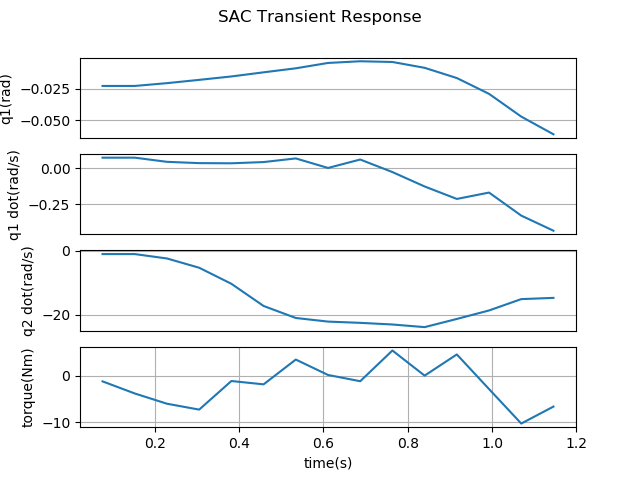 SAC Transient Response
q1(rad)
−0.025
−0.050
q1 dot(rad/s)
0.00
−0.25
q2 dot(rad/s)
0
−20
torque(Nm)
0
−10
0.2 0.4 0.6 0.8 1.0 1.2
time(s)